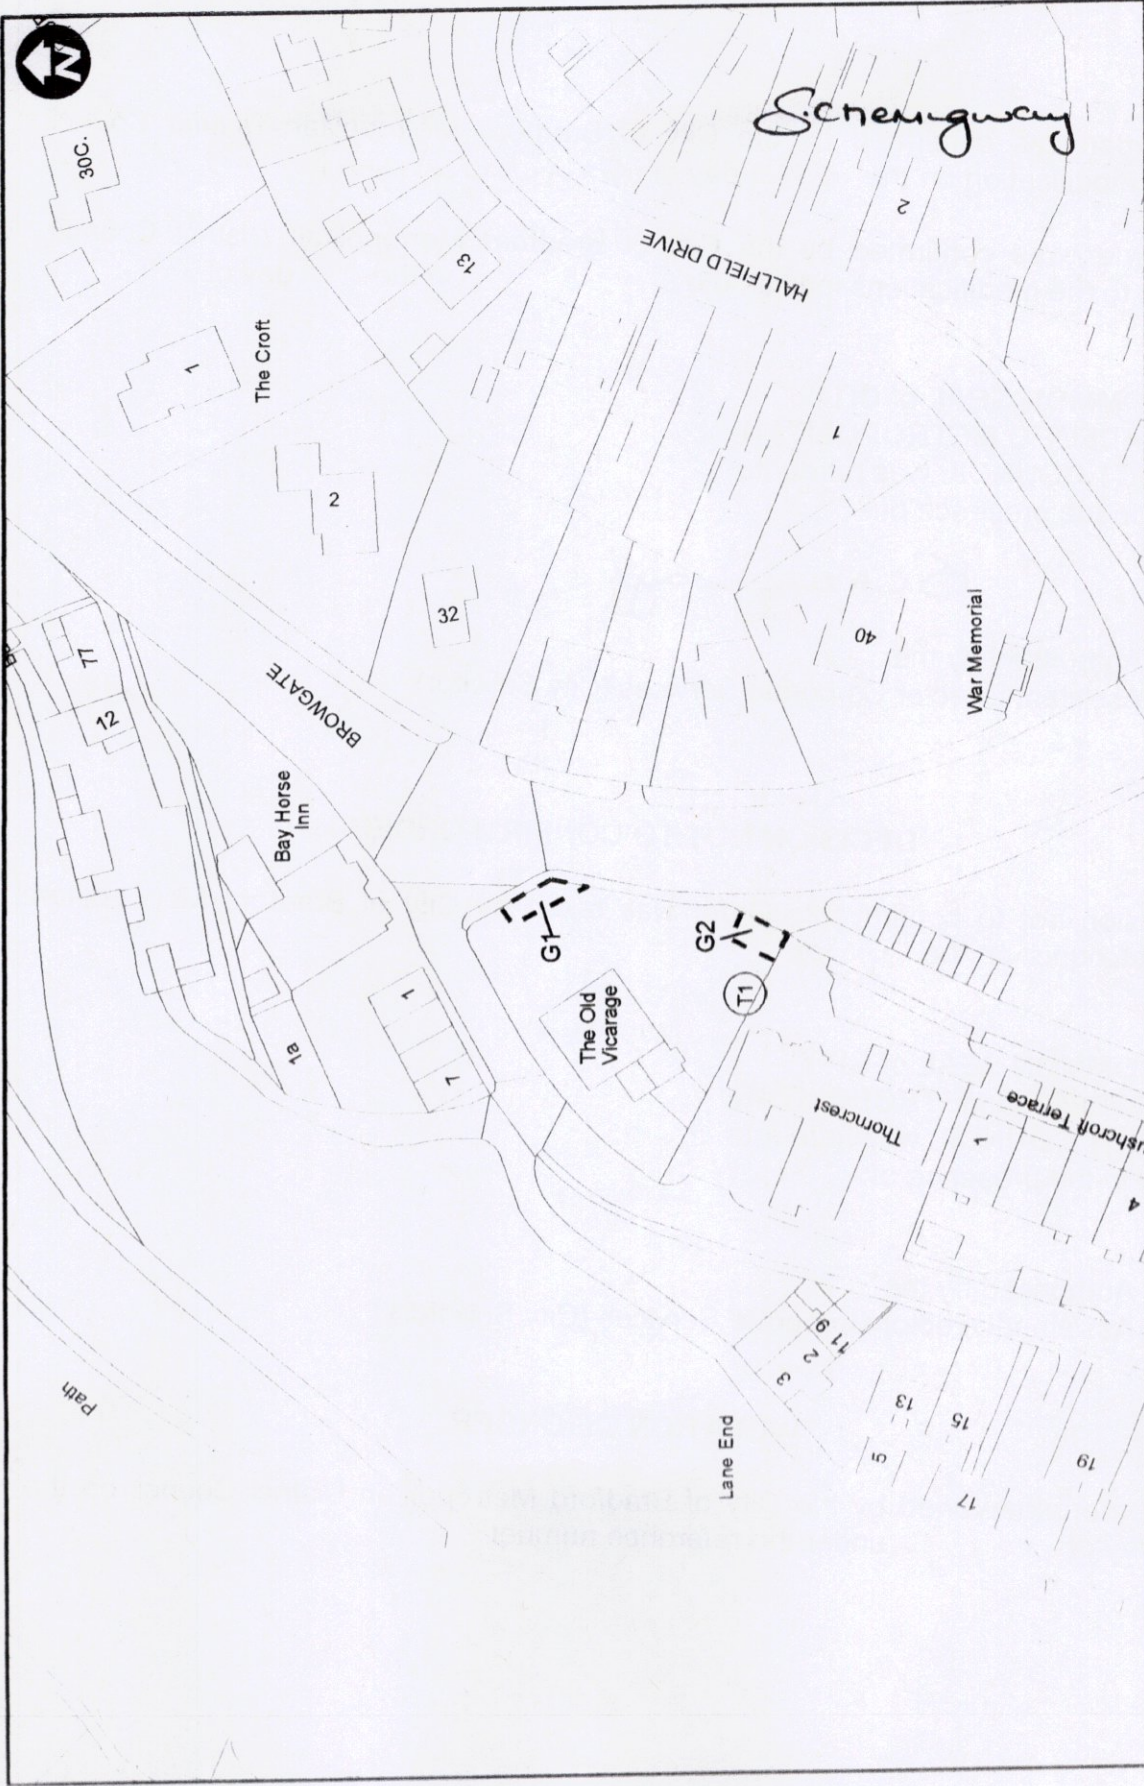 N
30C.
Schemingway
2
HALLFIELD DRIVE
13
1
The Croft
2
1
77
12
BROWGATE
32
40
War Memorial
Bay Horse
Inn
G1
G2
T1
The Old
Vicarage
1a
1
7
Thorncrest
1
ushcroft Terrace
4
Path
Lane End
3
2
11 9
13
15
5
17
19